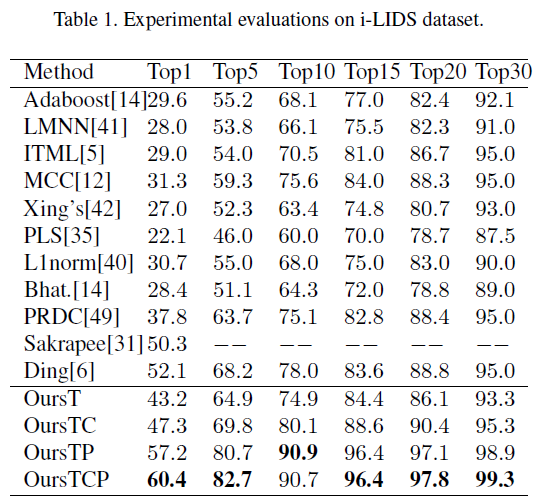 Table 1. Experimental evaluations on i-LIDS dataset.
Method Top1 Top5 Top10 Top15 Top20 Top30
Adaboost[14] 29.6 55.2 68.1 77.0 82.4 92.1
LMNN[41] 28.0 53.8 66.1 75.5 82.3 91.0
ITML[5] 29.0 54.0 70.5 81.0 86.7 95.0
MCC[12] 31.3 59.3 75.6 84.0 88.3 95.0
Xing's[42] 27.0 52.3 63.4 74.8 80.7 93.0
PLS[35] 22.1 46.0 60.0 70.0 78.7 87.5
L1norm[40] 30.7 55.0 68.0 75.0 83.0 90.0
Bhat.[14] 28.4 51.1 64.3 72.0 78.8 89.0
PRDC[49] 37.8 63.7 75.1 82.8 88.4 95.0
Sakrapee[31] 50.3 −− −− −− −− −−
Ding[6] 52.1 68.2 78.0 83.6 88.8 95.0
OursT 43.2 64.9 74.9 84.4 86.1 93.3
OursTC 47.3 69.8 80.1 88.6 90.4 95.3
OursTP 57.2 80.7 90.9 96.4 97.1 98.9
OursTCP 60.4 82.7 90.7 96.4 97.8 99.3